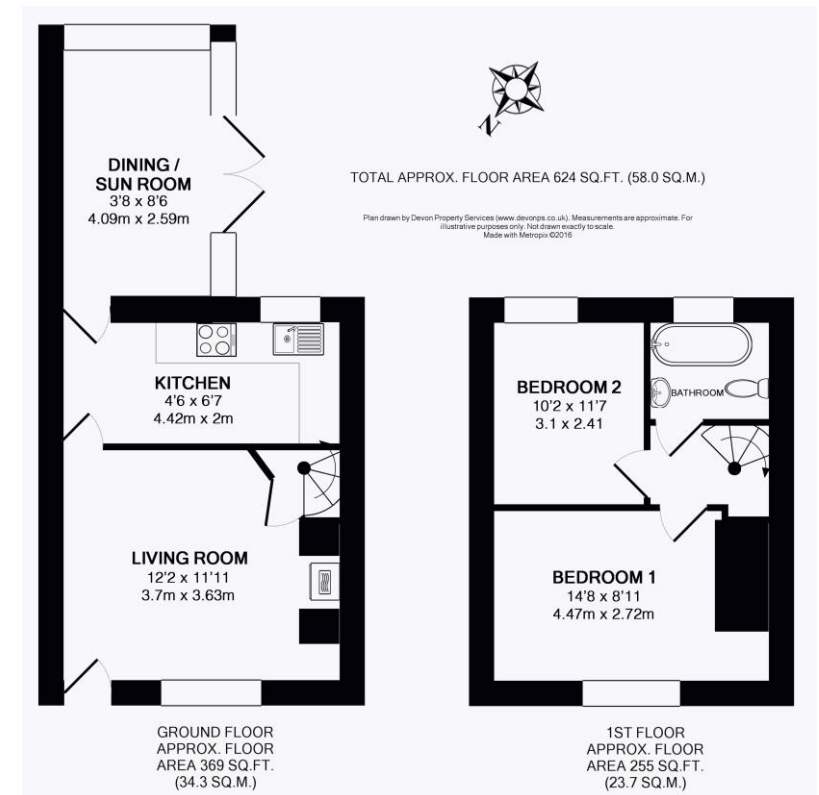 DINING /
SUN ROOM
3'8 x 8'6
4.09m x 2.59m
N
TOTAL APPROX. FLOOR AREA 624 SQ.FT. (58.0 SQ.M.)
Plan drawn by Devon Property Services (www.devonps.co.uk). Measurements are approximate. For
illustrative purposes only. Not drawn exactly to scale.
Made with Metropix ©2016
KITCHEN
4'6 x 6'7
4.42m x 2m
LIVING ROOM
12'2 x 11'11
3.7m x 3.63m
GROUND FLOOR
APPROX. FLOOR
AREA 369 SQ.FT.
(34.3 SQ.M.)
BEDROOM 2
10'2 x 11'7
3.1 x 2.41
BATHROOM
BEDROOM 1
14'8 x 8'11
4.47m x 2.72m
1ST FLOOR
APPROX. FLOOR
AREA 255 SQ.FT.
(23.7 SQ.M.)